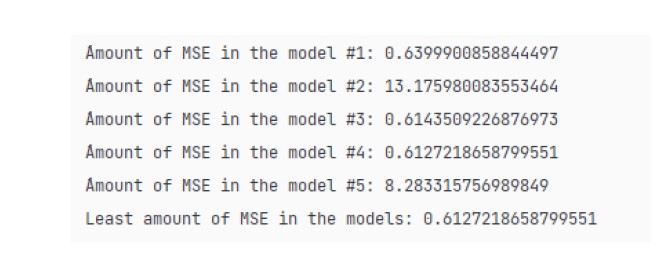 Amount of MSE in the model #1: 0.6399900858844497
Amount of MSE in the model #2: 13.175980083553464
Amount of MSE in the model #3: 0.6143509226876973
Amount of MSE in the model #4: 0.6127218658799551
Amount of MSE in the model #5: 8.283315756989849
Least amount of MSE in the models: 0.6127218658799551